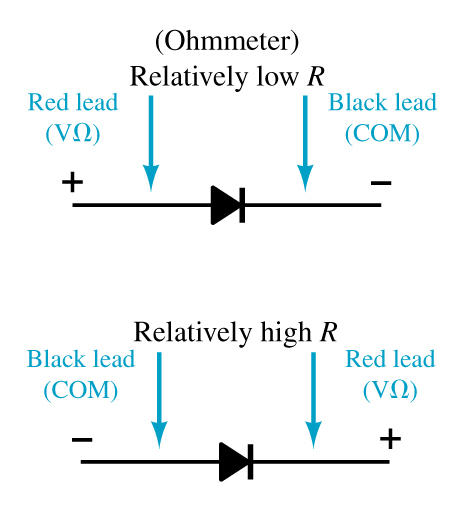 (Ohmmeter)
Relatively low R
Red lead
(VΩ)
Black lead
(COM)
+
−
Relatively high R
Black lead
(COM)
Red lead
(VΩ)
−
+